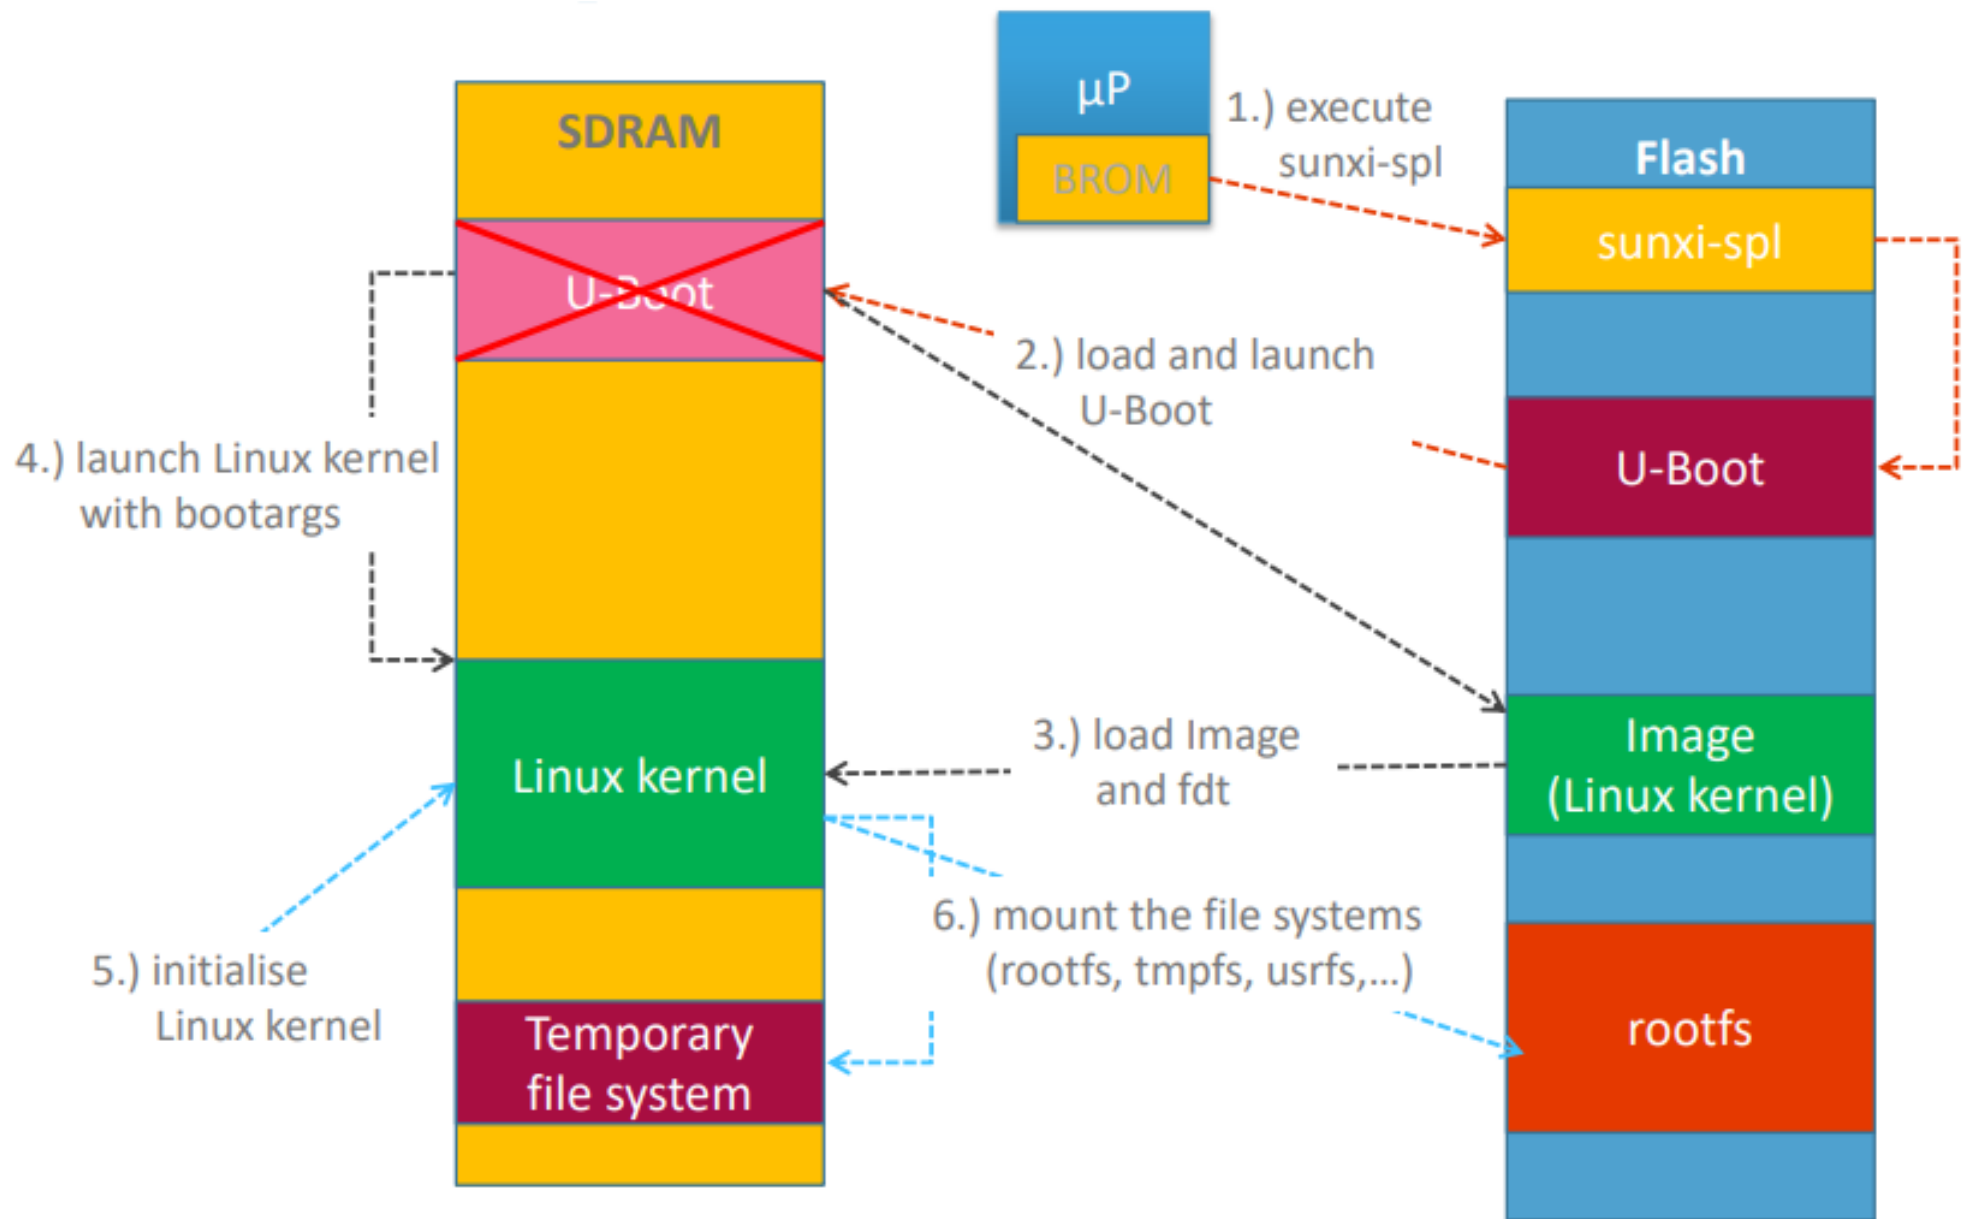 µP
BROM
1.) execute
sunxi-spl
SDRAM
U-Boot
4.) launch Linux kernel
with bootargs
Linux kernel
5.) initialise
Linux kernel
Temporary
file system
2.) load and launch
U-Boot
3.) load Image
and fdt
6.) mount the file systems
(rootfs, tmpfs, usrfs,...)
Flash
sunxi-spl
U-Boot
Image
(Linux kernel)
rootfs